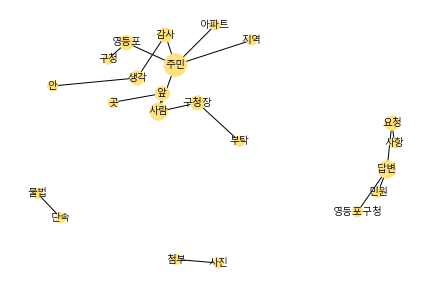 아파트
감사
영등포
지역
구청
주민
생각
안
앞
곳
사람
구청장
요청
부탁
사항
답변
민원
불법
영등포구청
단속
첨부
사진